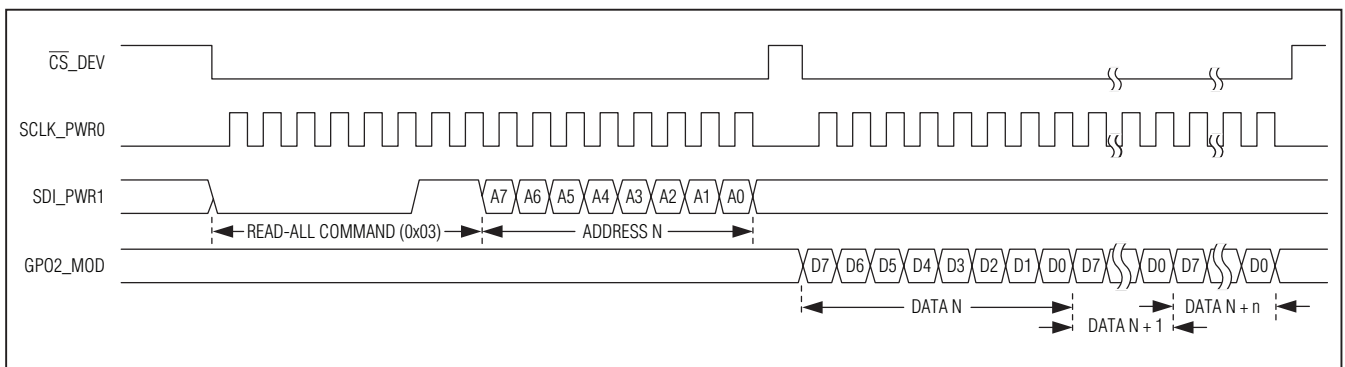 CS_DEV
SCLK_PWR0
SDI_PWR1
A7 A6 A5 A4 A3 A2 A1 A0
READ-ALL COMMAND (0x03) ADDRESS N
GPO2_MOD
D7 D6 D5 D4 D3 D2 D1 D0 D7 D0 D7 D0
DATA N DATA N + n
DATA N + 1